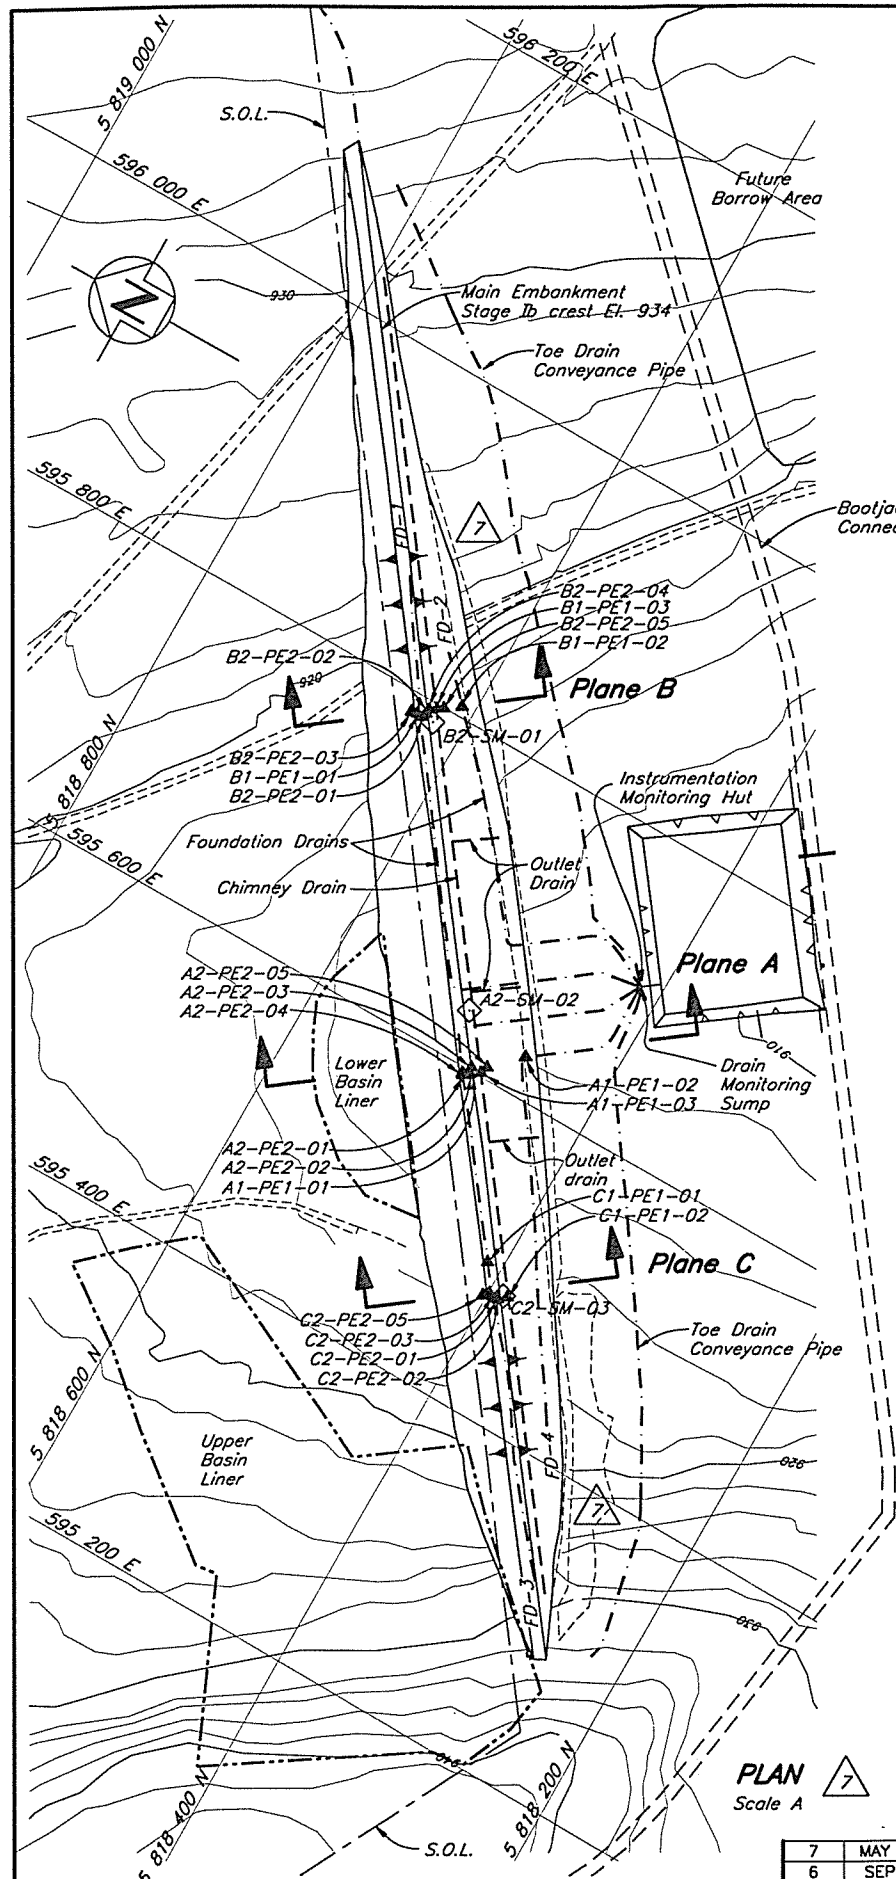 596 200 E
5 819 000 N
S.O.L.
596 000 E
Future
Borrow Area
N
930
Main Embankment
Stage Ib crest El. 934
Toe Drain
Conveyance Pipe
595 800 E
FD-1
7
FD-2
B2-PE2-04
B1-PE1-03
B2-PE2-05
B1-PE1-02
B2-PE2-02
920
Plane B
B2-SM-01
5 818 800 N
B2-PE2-03
B1-PE1-01
B2-PE2-01
Instrumentation
Monitoring Hut
595 600 E
Foundation Drains
Outlet
Drain
Chimney Drain
Plane A
A2-PE2-05
A2-PE2-03
A2-PE2-04
A2-SM-02
910
Lower
Basin
Liner
A1-PE1-02
A1-PE1-03
Drain
Monitoring
Sump
A2-PE2-01
A2-PE2-02
A1-PE1-01
595 400 E
Outlet
drain
C1-PE1-01
C1-PE1-02
Plane C
C2-PE2-05
C2-PE2-03
C2-PE2-01
C2-PE2-02
C2-SM-03
Toe Drain
Conveyance Pipe
5 818 600 N
Upper
Basin
Liner
FD-4
920
7
595 200 E
FD-3
930
940
PLAN
7
Scale A
5 818 400 N
5 818 200 N
S.O.L.
7 MAY
6 SEP